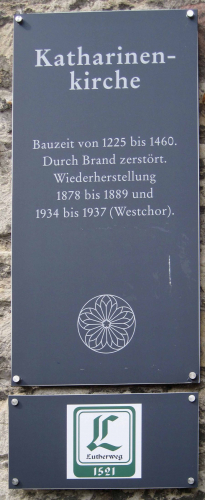 Katharinen-
kirche
Bauzeit von 1225 bis 1460.
Durch Brand zerstört.
Wiederherstellung
1878 bis 1889 und
1934 bis 1937 (Westchor).
L
Lutherweg
1521